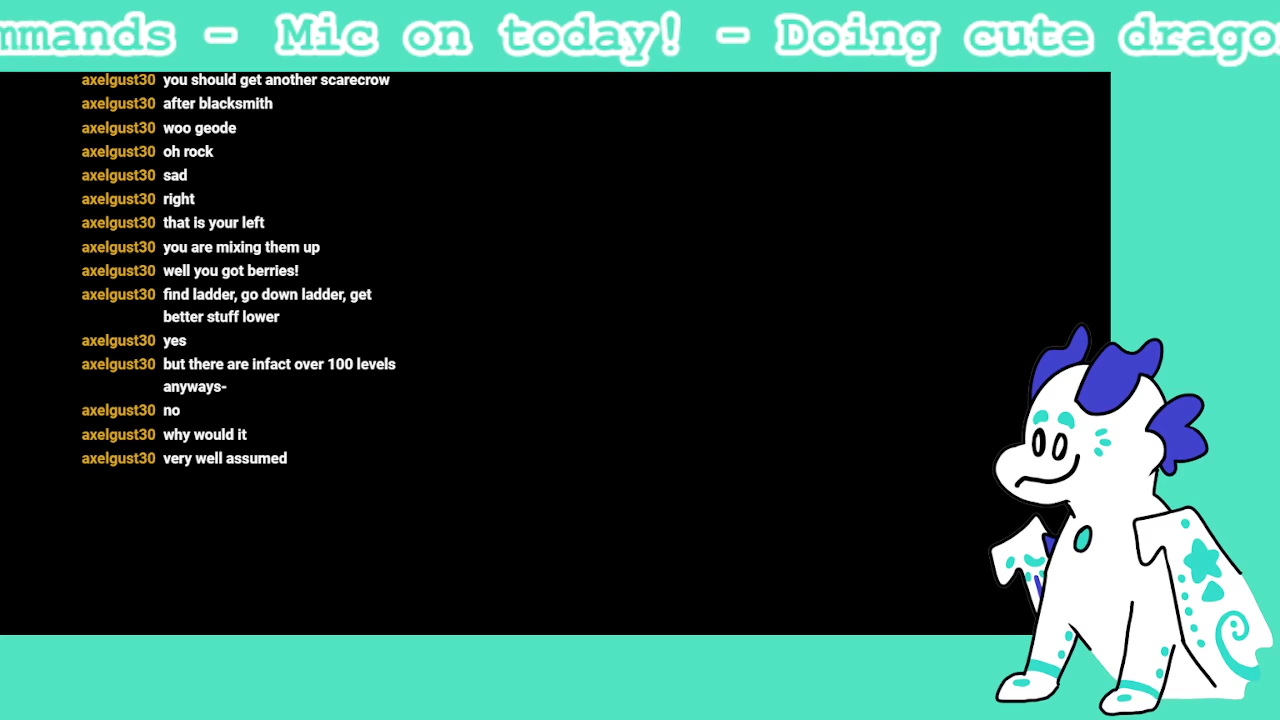 mmands - Mic on today! - Doing cute drago
axelgust30 you should get another scarecrow
axelgust30 after blacksmith
axelgust30 woo geode
axelgust30 oh rock
axelgust30 sad
axelgust30 right
axelgust30 that is your left
axelgust30 you are mixing them up
axelgust30 well you got berries!
axelgust30 find ladder, go down ladder, get
better stuff lower
axelgust30 yes
axelgust30 but there are infact over 100 levels
anyways-
axelgust30 no
axelgust30 why would it
axelgust30 very well assumed